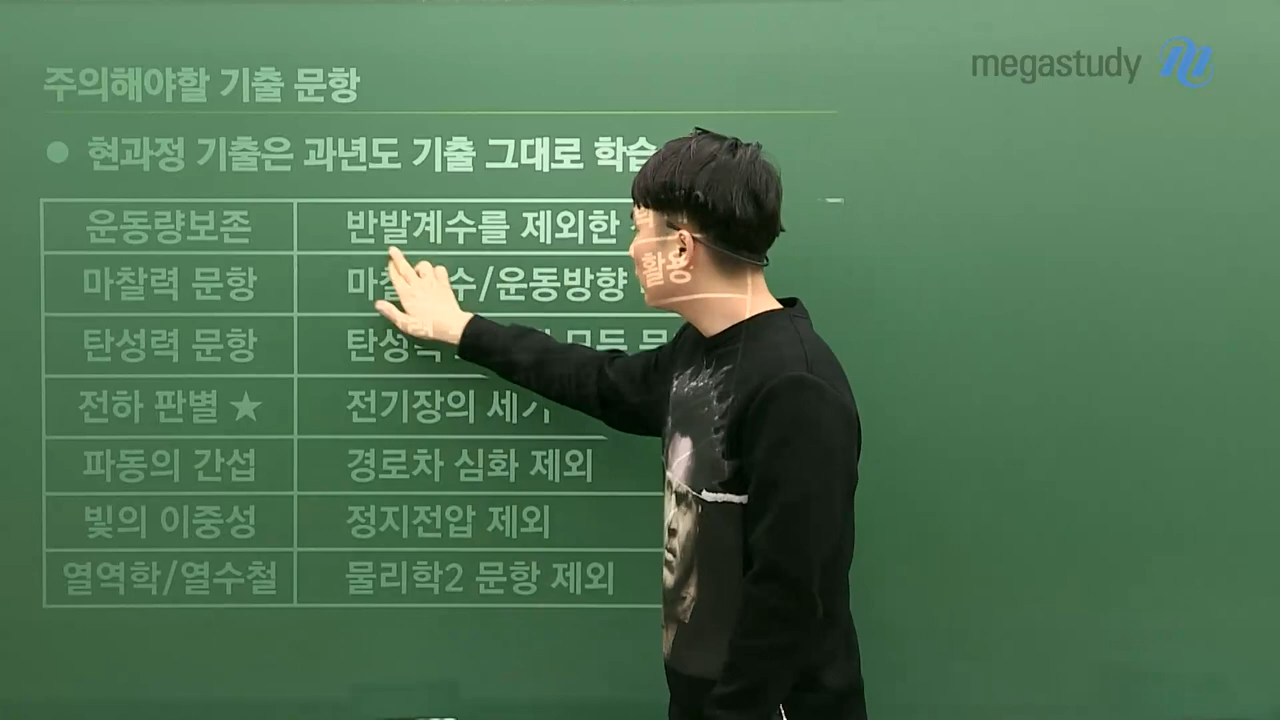 megastudy
주의해야할 기출 문항
● 현과정 기출은 과년도 기출 그대로 학습
운동량보존 반발계수를 제외한
마찰력 문항 수/운동방향
탄성력 문항 모든
전하 판별 ★ 전기장의 세기
파동의 간섭 경로차 심화 제외
빛의 이중성 정지전압 제외
열역학/열수철 물리학2 문항 제외
활용